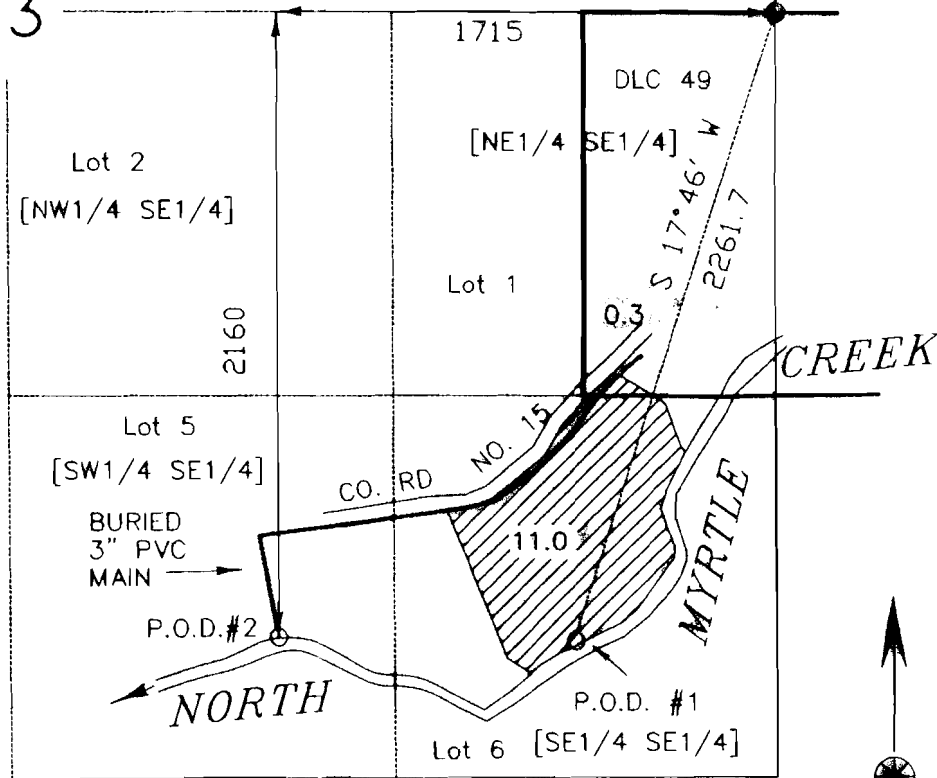 3
1715
DLC 49
[NE1/4 SE1/4]
Lot 2
[NW1/4 SE1/4]
S 17°46' W
2261.7
Lot 1
0.3
2160
CREEK
Lot 5
[SW1/4 SE1/4]
CO. RD NO. 15
BURIED
3" PVC
MAIN
11.0
MYRTLE
P.O.D.#2
NORTH
P.O.D. #1
Lot 6 [SE1/4 SE1/4]